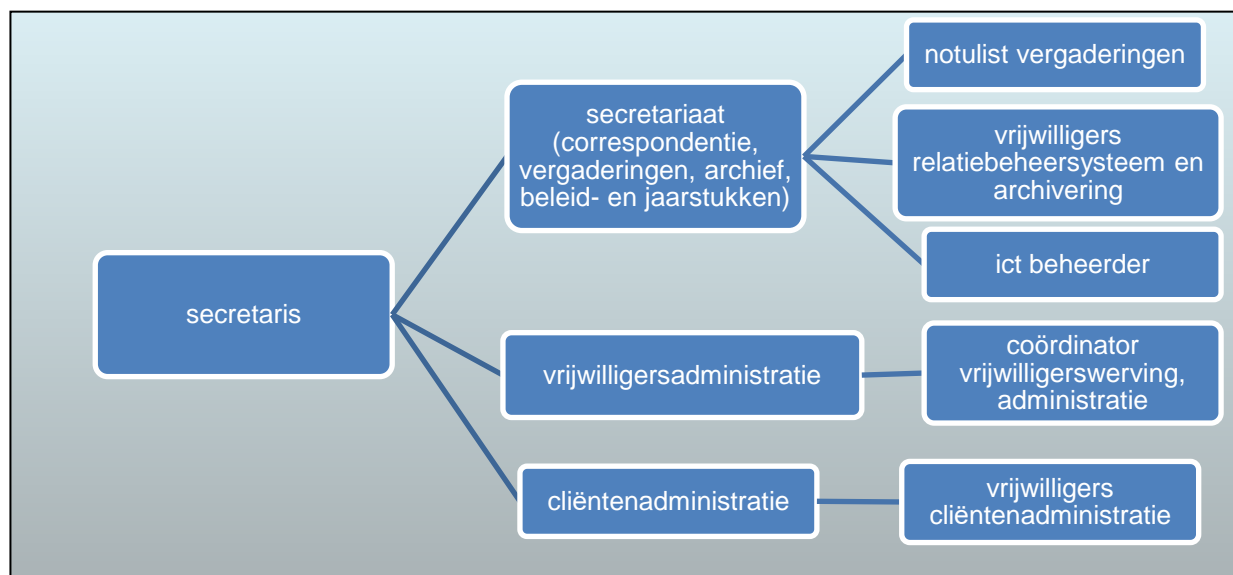 secretaris
secretariaat
(correspondentie,
vergaderingen, archief,
beleid- en jaarstukken)
notulist vergaderingen
vrijwilligers
relatiebeheersysteem en
archivering
ict beheerder
vrijwilligersadministratie
coördinator
vrijwilligerswerving,
administratie
cliëntenadministratie
vrijwilligers
cliëntenadministratie